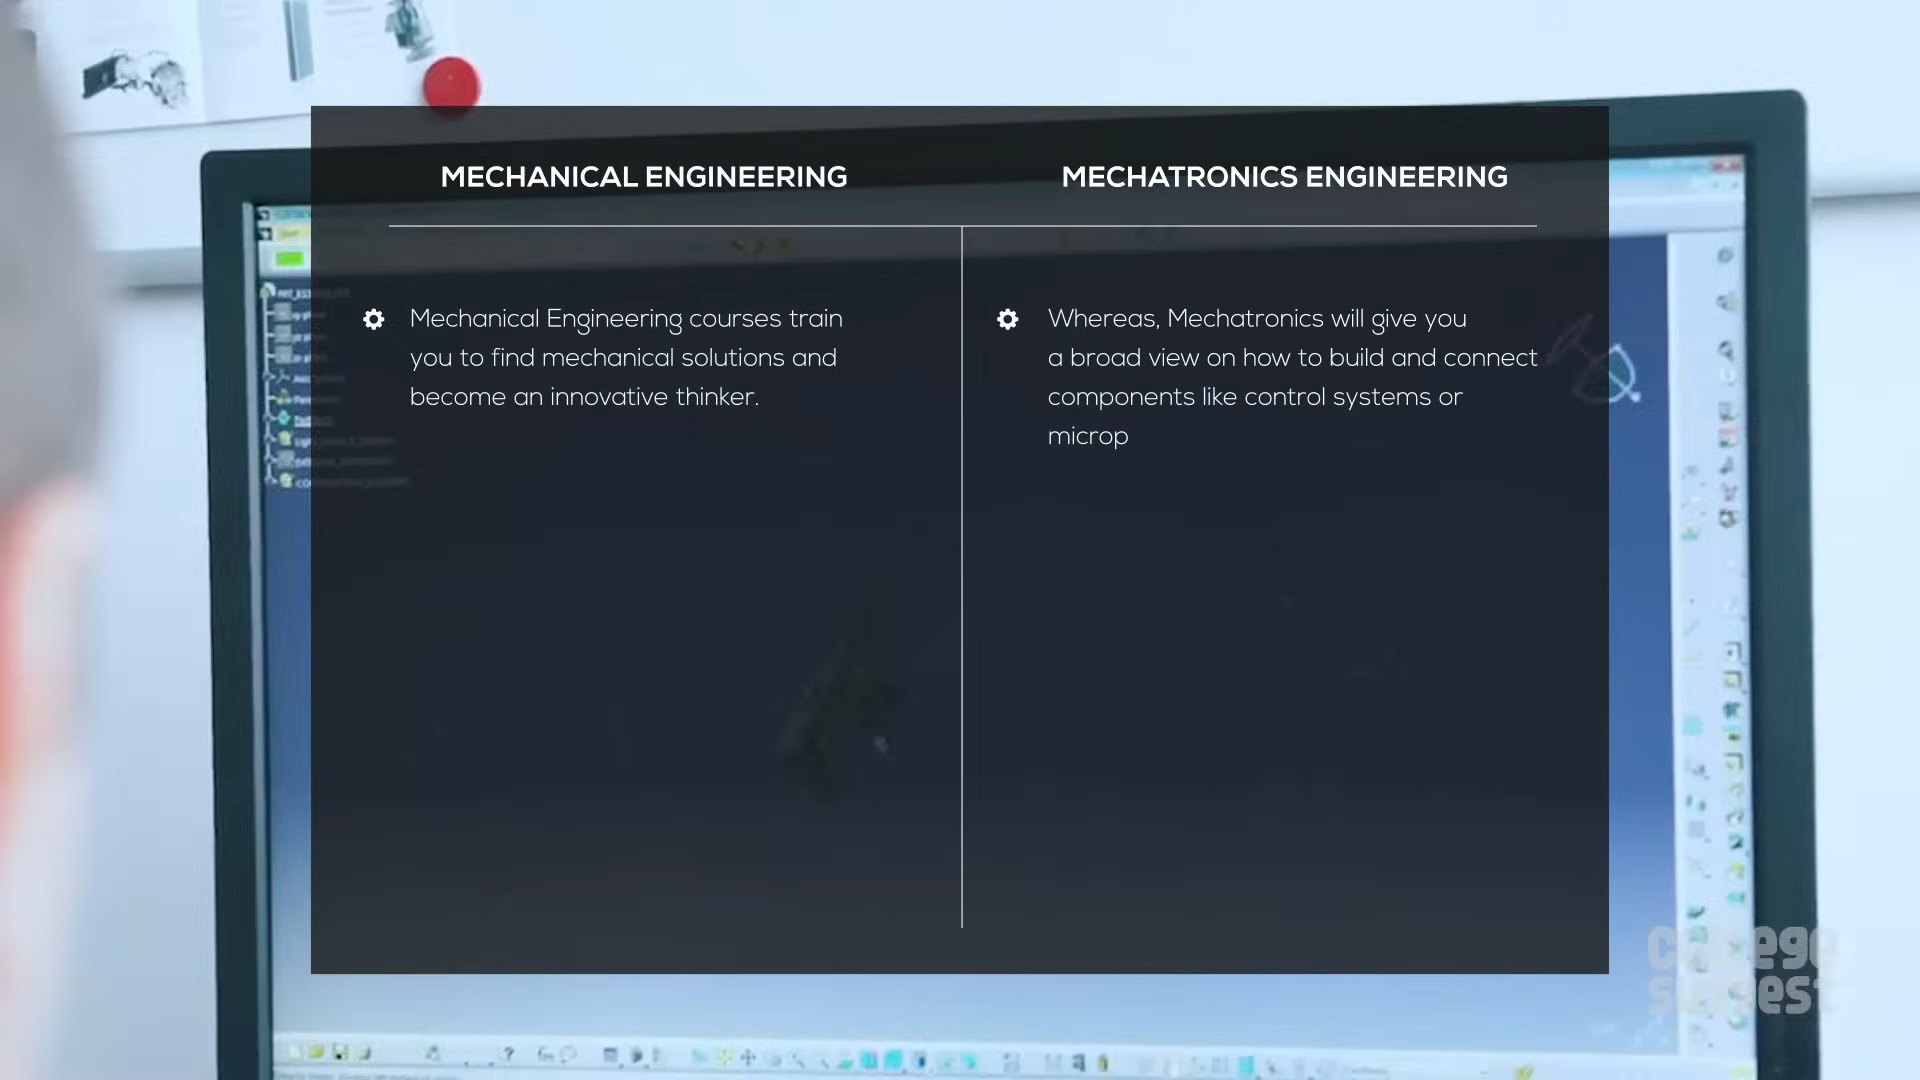 MECHANICAL ENGINEERING
MECHATRONICS ENGINEERING
Mechanical Engineering courses train
you to find mechanical solutions and
become an innovative thinker.
Whereas, Mechatronics will give you
a broad view on how to build and connect
components like control systems or
microp